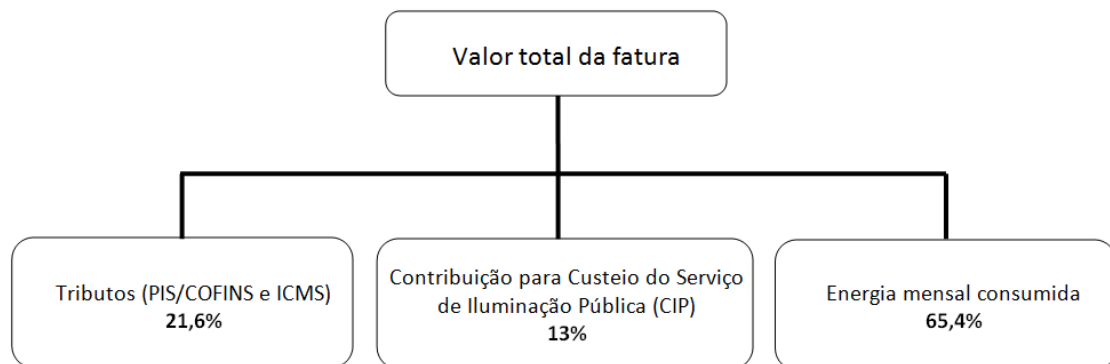 Valor total da fatura
Tributos (PIS/COFINS e ICMS)
21,6%
Contribuição para Custeio do Serviço
de Iluminação Pública (CIP)
13%
Energia mensal consumida
65,4%